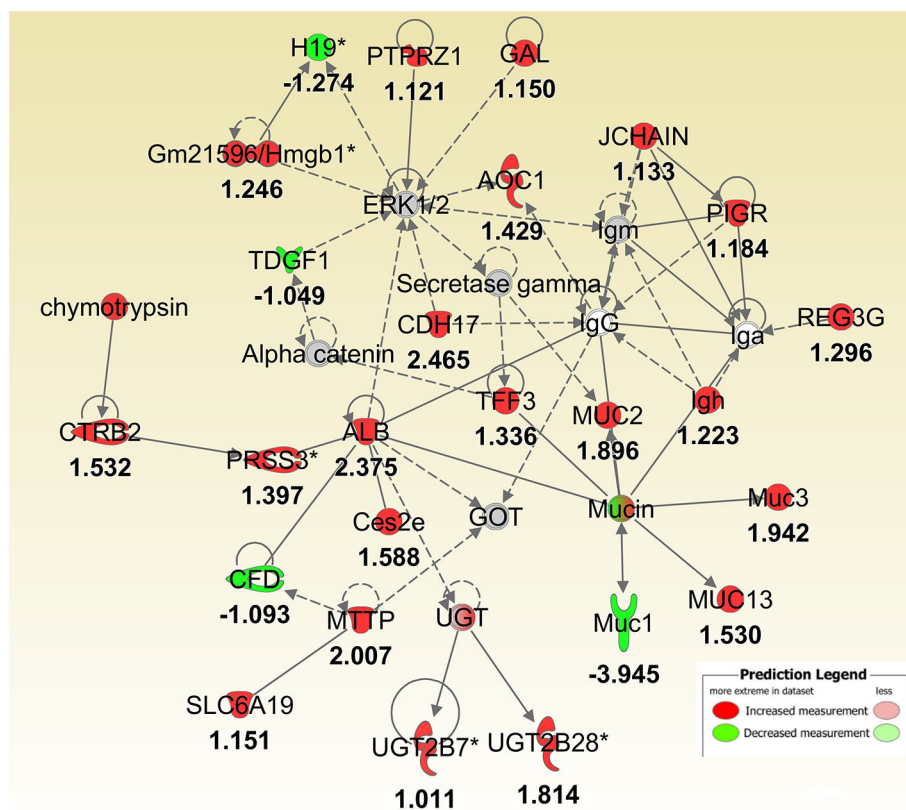 H19*
-1.274
PTPRZ1
1.121
GAL
1.150
Gm21596/Hmgb1*
1.246
JCHAIN
1.133
AOC1
1.429
ERK1/2
Igm
PIGR
1.184
TDGF1
-1.049
Secretase gamma
chymotrypsin
CDH17
2.465
IgG
Iga
REG3G
1.296
Alpha catenin
TFF3
1.336
MUC2
1.896
Igh
1.223
CTRB2
1.532
PRSS3*
1.397
ALB
2.375
Ces2e
1.588
GOT
Mucin
Muc3
1.942
CFD
-1.093
MTTP
2.007
UGT
Muc1
-3.945
MUC13
1.530
SLC6A19
1.151
UGT2B7*
1.011
UGT2B28*
1.814
Prediction Legend
more extreme in dataset less
Increased measurement
Decreased measurement